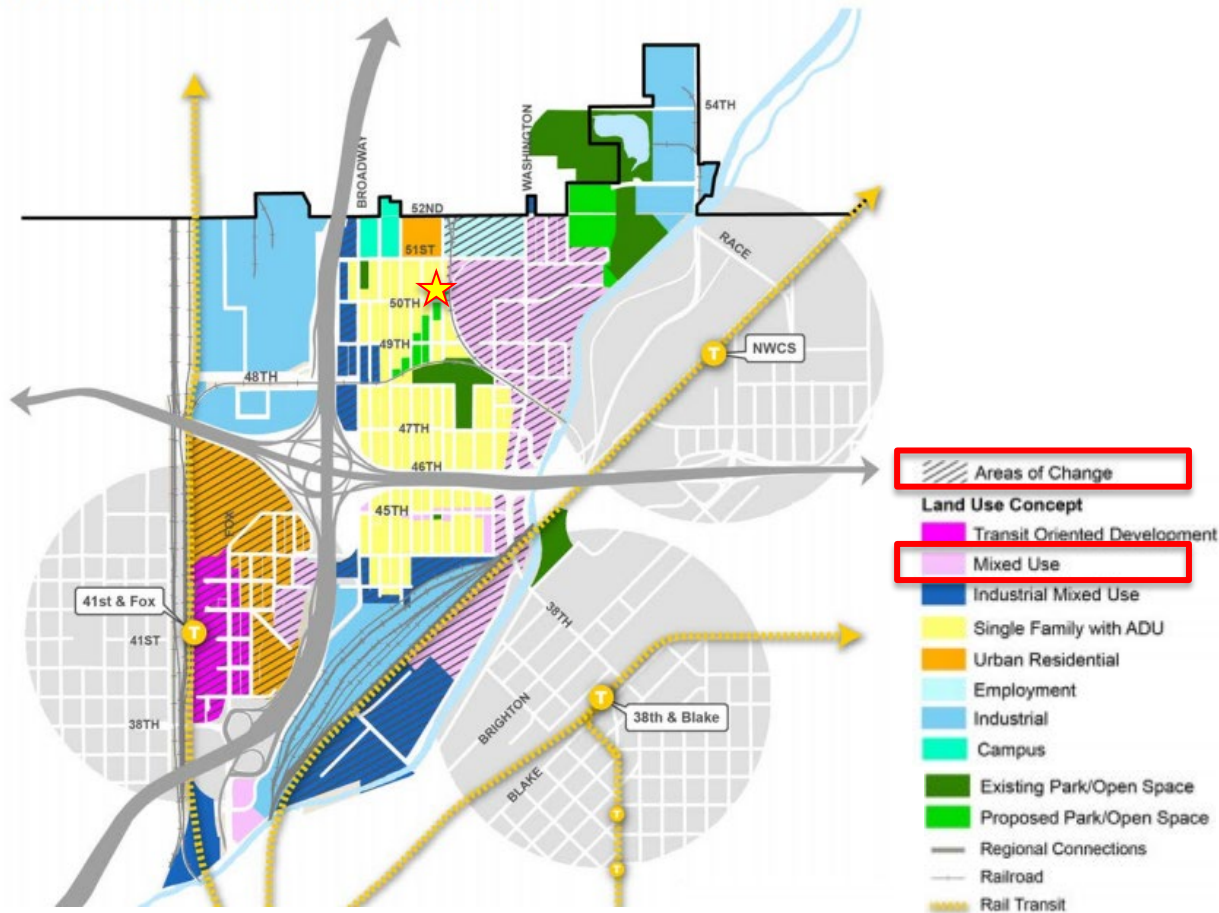 54TH
WASHINGTON
BROADWAY
52ND
51ST
RACE
50TH
49TH
NWCS
48TH
47TH
46TH
45TH
FOX
41st & Fox
41ST
38TH
38TH
BRIGHTON
38th & Blake
BLAKE
T
T
T
Areas of Change
Land Use Concept
Transit Oriented Development
Mixed Use
Industrial Mixed Use
Single Family with ADU
Urban Residential
Employment
Industrial
Campus
Existing Park/Open Space
Proposed Park/Open Space
Regional Connections
Railroad
Rail Transit